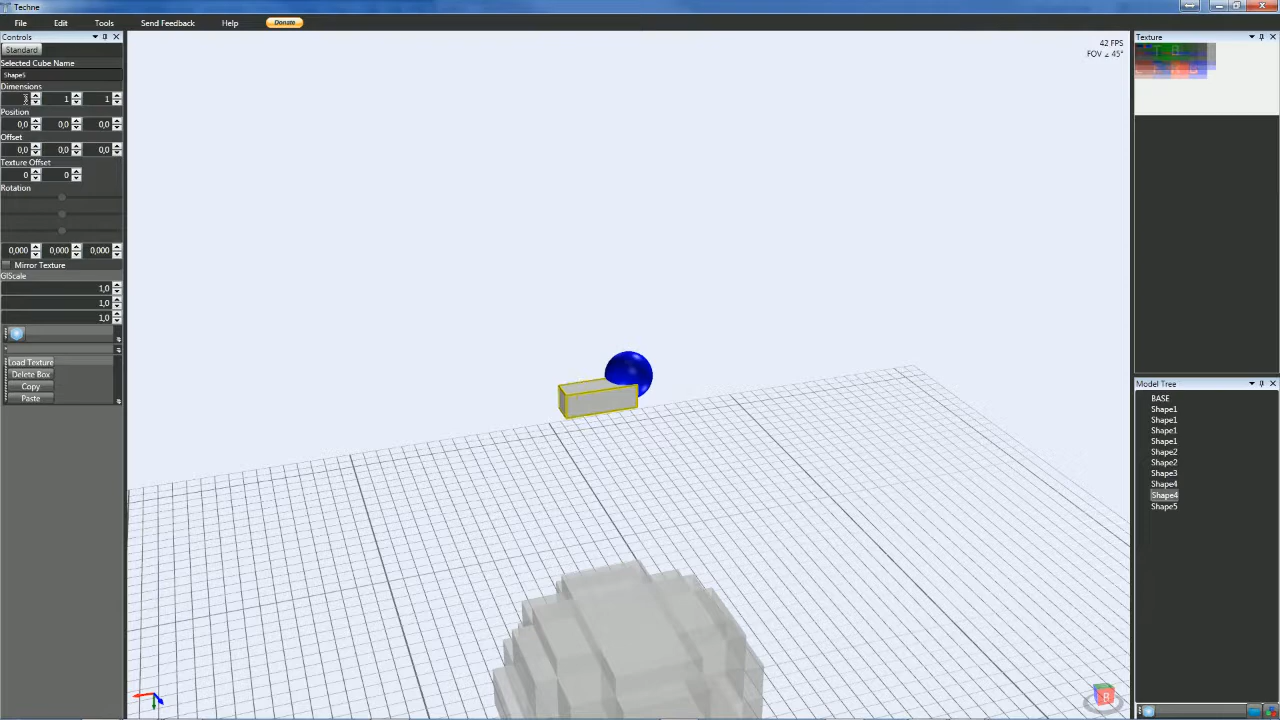 Techne
File Edit Tools Send Feedback Help Donate
Controls
Standard
Selected Cube Name
Shape5
Dimensions
1 1
Position
0,0 0,0 0,0
Offset
0,0 0,0 0,0
Texture Offset
0 0
Rotation
0,000 0,000 0,000
Mirror Texture
GlScale
1,0
1,0
1,0
Load Texture
Delete Box
Copy
Paste
42 FPS
FOV ≥ 45°
Texture
T B
Model Tree
BASE
Shape1
Shape1
Shape1
Shape1
Shape2
Shape2
Shape3
Shape4
Shape4
Shape5